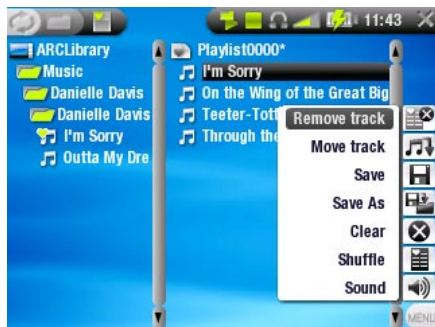 11:43
ARCLibrary
Music
Danielle Davis
Danielle Davis
I'm Sorry
Outta My Dre
Playlist0000*
I'm Sorry
On the Wing of the Great Big
Teeter-Tott
Through the
Remove track
Move track
Save
Save As
Clear
Shuffle
Sound
MENU